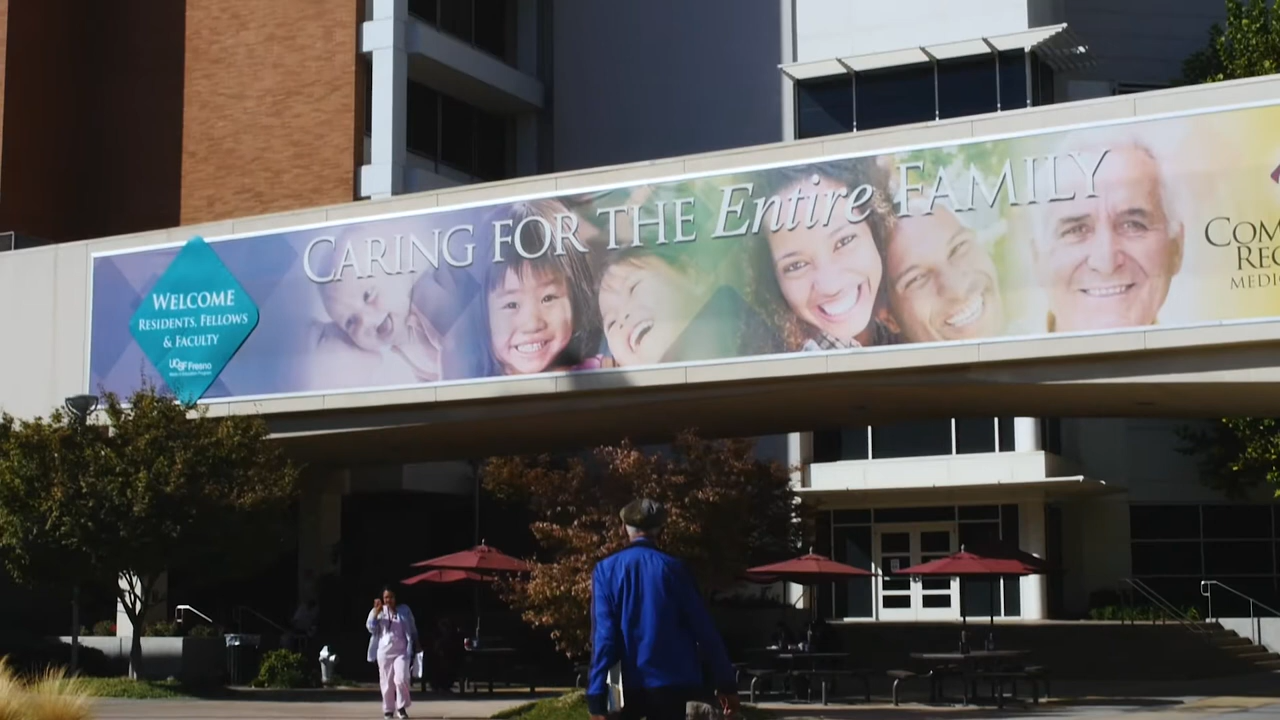 CARING FOR THE Entire FAMILY
WELCOME
RESIDENTS, FELLOWS
& FACULTY
UCSF Fresno
COM
REG
MEDI